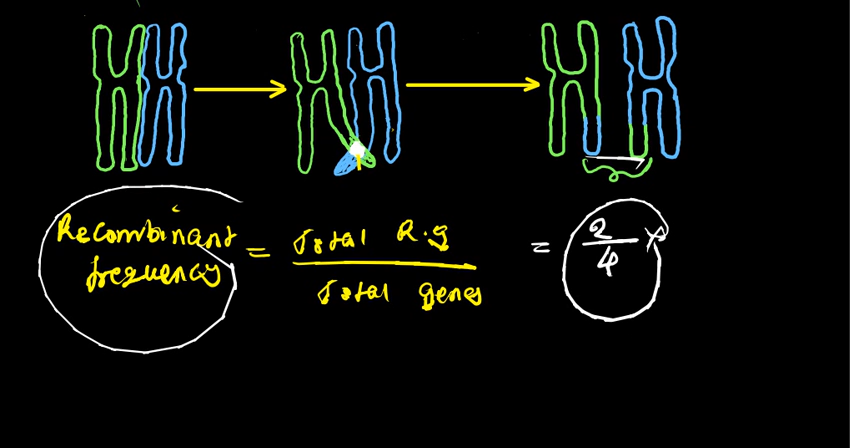 Recombinant
frequency
=
Total R.g
Total genes
=
2
4
x